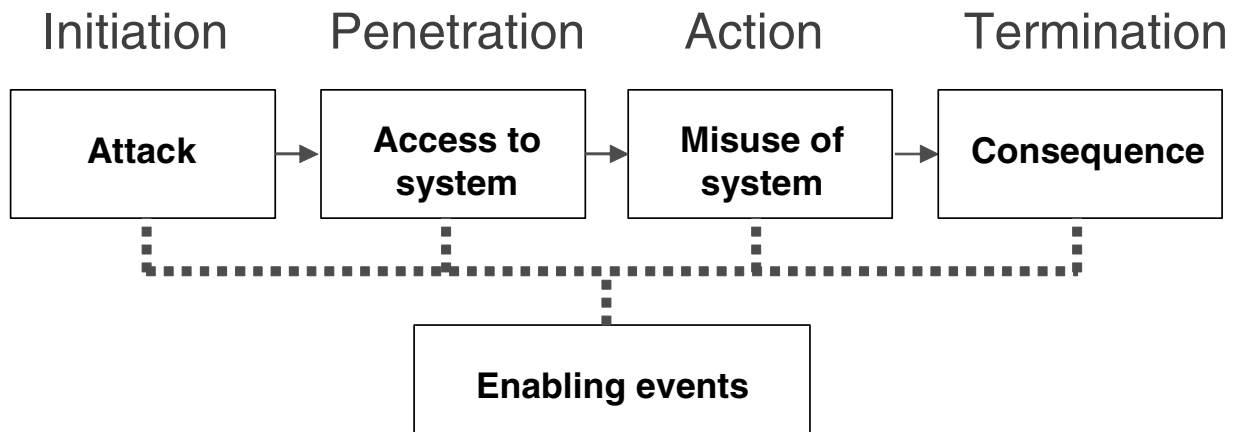 Initiation Penetration Action Termination
Attack
Access to
system
Misuse of
system
Consequence
Enabling events